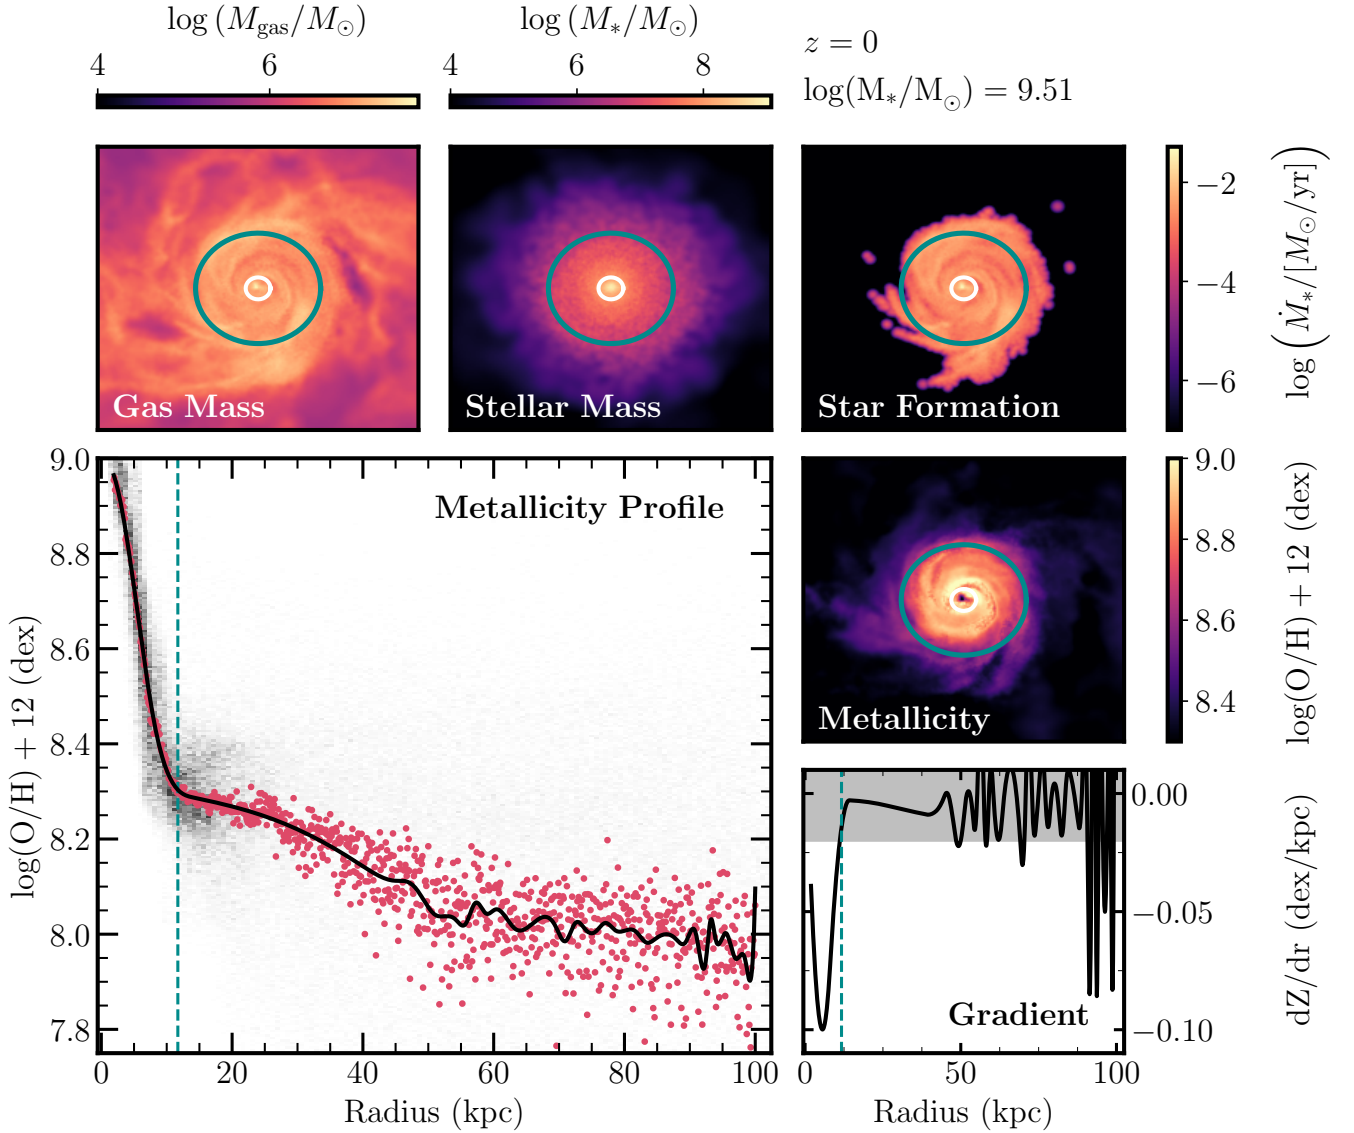 log (M_gas/M_⊙)
4 6
log (M_*/M_⊙)
4 6 8
z = 0
log(M_*/M_⊙) = 9.51
Gas Mass
Stellar Mass
Star Formation
−2
−4
−6
log (Ṁ_*/[M_⊙/yr])
Metallicity Profile
9.0
8.8
8.6
8.4
8.2
8.0
7.8
log(O/H) + 12 (dex)
0 20 40 60 80 100
Radius (kpc)
Metallicity
9.0
8.8
8.6
8.4
log(O/H) + 12 (dex)
Gradient
0.00
−0.05
−0.10
dZ/dr (dex/kpc)
0 50 100
Radius (kpc)